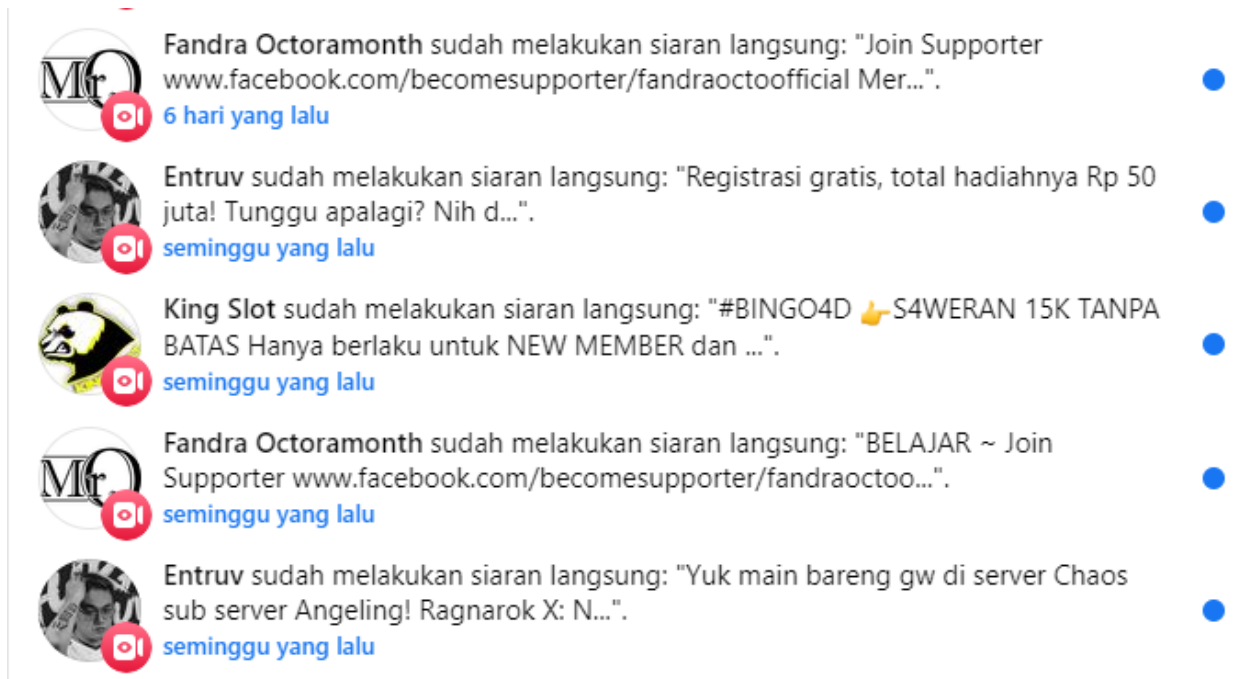 Fandra Octoramonth sudah melakukan siaran langsung: "Join Supporter
www.facebook.com/becomesupporter/fandraoctoofficial Mer...".
6 hari yang lalu
Entruv sudah melakukan siaran langsung: "Registrasi gratis, total hadiahnya Rp 50
juta! Tunggu apalagi? Nih d...".
seminggu yang lalu
King Slot sudah melakukan siaran langsung: "#BINGO4D 👉S4WERAN 15K TANPA
BATAS Hanya berlaku untuk NEW MEMBER dan ...".
seminggu yang lalu
Fandra Octoramonth sudah melakukan siaran langsung: "BELAJAR ~ Join
Supporter www.facebook.com/becomesupporter/fandraoctoo...".
seminggu yang lalu
Entruv sudah melakukan siaran langsung: "Yuk main bareng gw di server Chaos
sub server Angeling! Ragnarok X: N...".
seminggu yang lalu